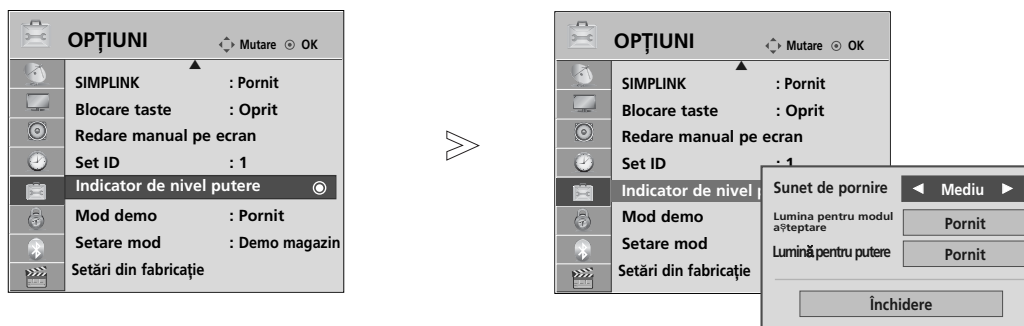 OPŢIUNI
Mutare OK
SIMPLINK : Pornit
Blocare taste : Oprit
Redare manual pe ecran
Set ID : 1
Indicator de nivel putere
Mod demo : Pornit
Setare mod : Demo magazin
Setări din fabricaţie
OPŢIUNI
Mutare OK
SIMPLINK : Pornit
Blocare taste : Oprit
Redare manual pe ecran
Set ID : 1
Indicator de nivel
Mod demo
Setare mod
Setări din fabricaţie
Sunet de pornire ◄ Mediu ►
Lumina pentru modul
aşteptare Pornit
Lumină pentru putere Pornit
Închidere